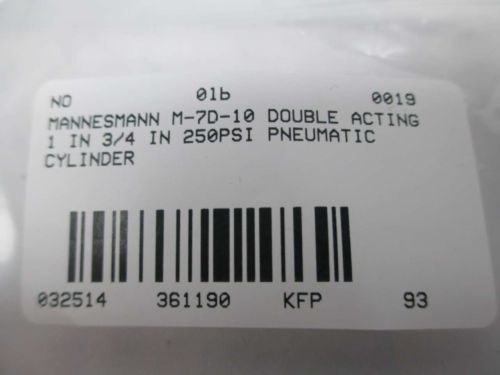 NO 01b 0019
MANNESMANN M-7D-10 DOUBLE ACTING
1 IN 3/4 IN 250PSI PNEUMATIC
CYLINDER
032514 361190 KFP 93